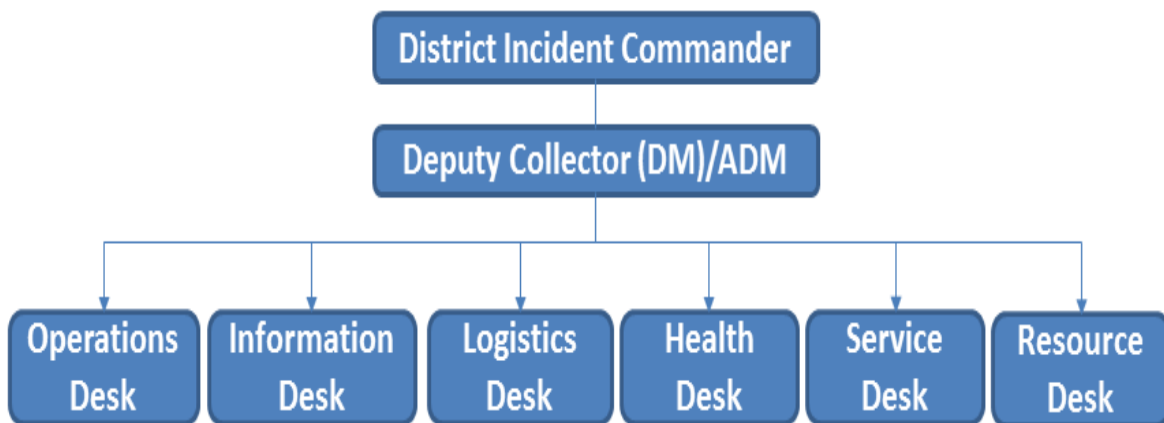 District Incident Commander
Deputy Collector (DM)/ADM
Operations
Desk
Information
Desk
Logistics
Desk
Health
Desk
Service
Desk
Resource
Desk